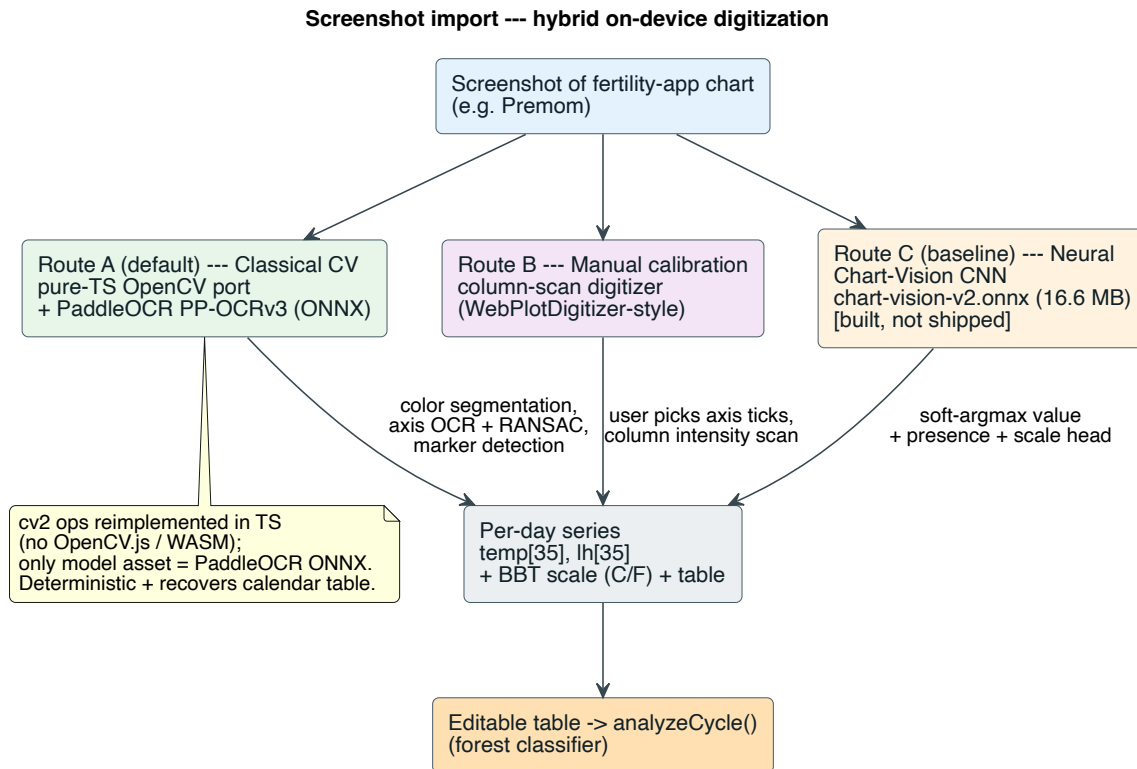 Screenshot import --- hybrid on-device digitization
Screenshot of fertility-app chart
(e.g. Premom)
Route A (default) --- Classical CV
pure-TS OpenCV port
+ PaddleOCR PP-OCRv3 (ONNX)
Route B --- Manual calibration
column-scan digitizer
(WebPlotDigitizer-style)
Route C (baseline) --- Neural
Chart-Vision CNN
chart-vision-v2.onnx (16.6 MB)
[built, not shipped]
color segmentation,
axis OCR + RANSAC,
marker detection
user picks axis ticks,
column intensity scan
soft-argmax value
+ presence + scale head
cv2 ops reimplemented in TS
(no OpenCV.js / WASM);
only model asset = PaddleOCR ONNX.
Deterministic + recovers calendar table.
Per-day series
temp[35], lh[35]
+ BBT scale (C/F) + table
Editable table -> analyzeCycle()
(forest classifier)